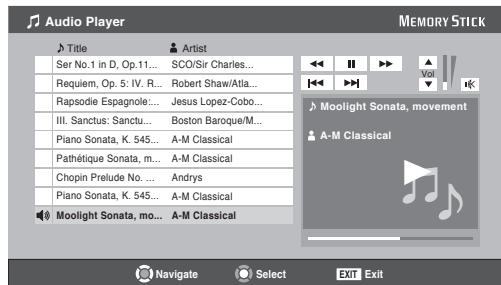 Audio Player
MEMORY STICK
Title Artist
Ser No.1 in D, Op.11... SCO/Sir Charles...
Requiem, Op. 5: IV. R... Robert Shaw/Atla...
Rapsodie Espagnole:... Jesus Lopez-Cobo...
III. Sanctus: Sanctu... Boston Baroque/M...
Piano Sonata, K. 545... A-M Classical
Pathétique Sonata, m... A-M Classical
Chopin Prelude No. ... Andrys
Piano Sonata, K. 545... A-M Classical
Moolight Sonata, mo... A-M Classical
Vol
Moolight Sonata, movement
A-M Classical
Navigate Select EXIT Exit